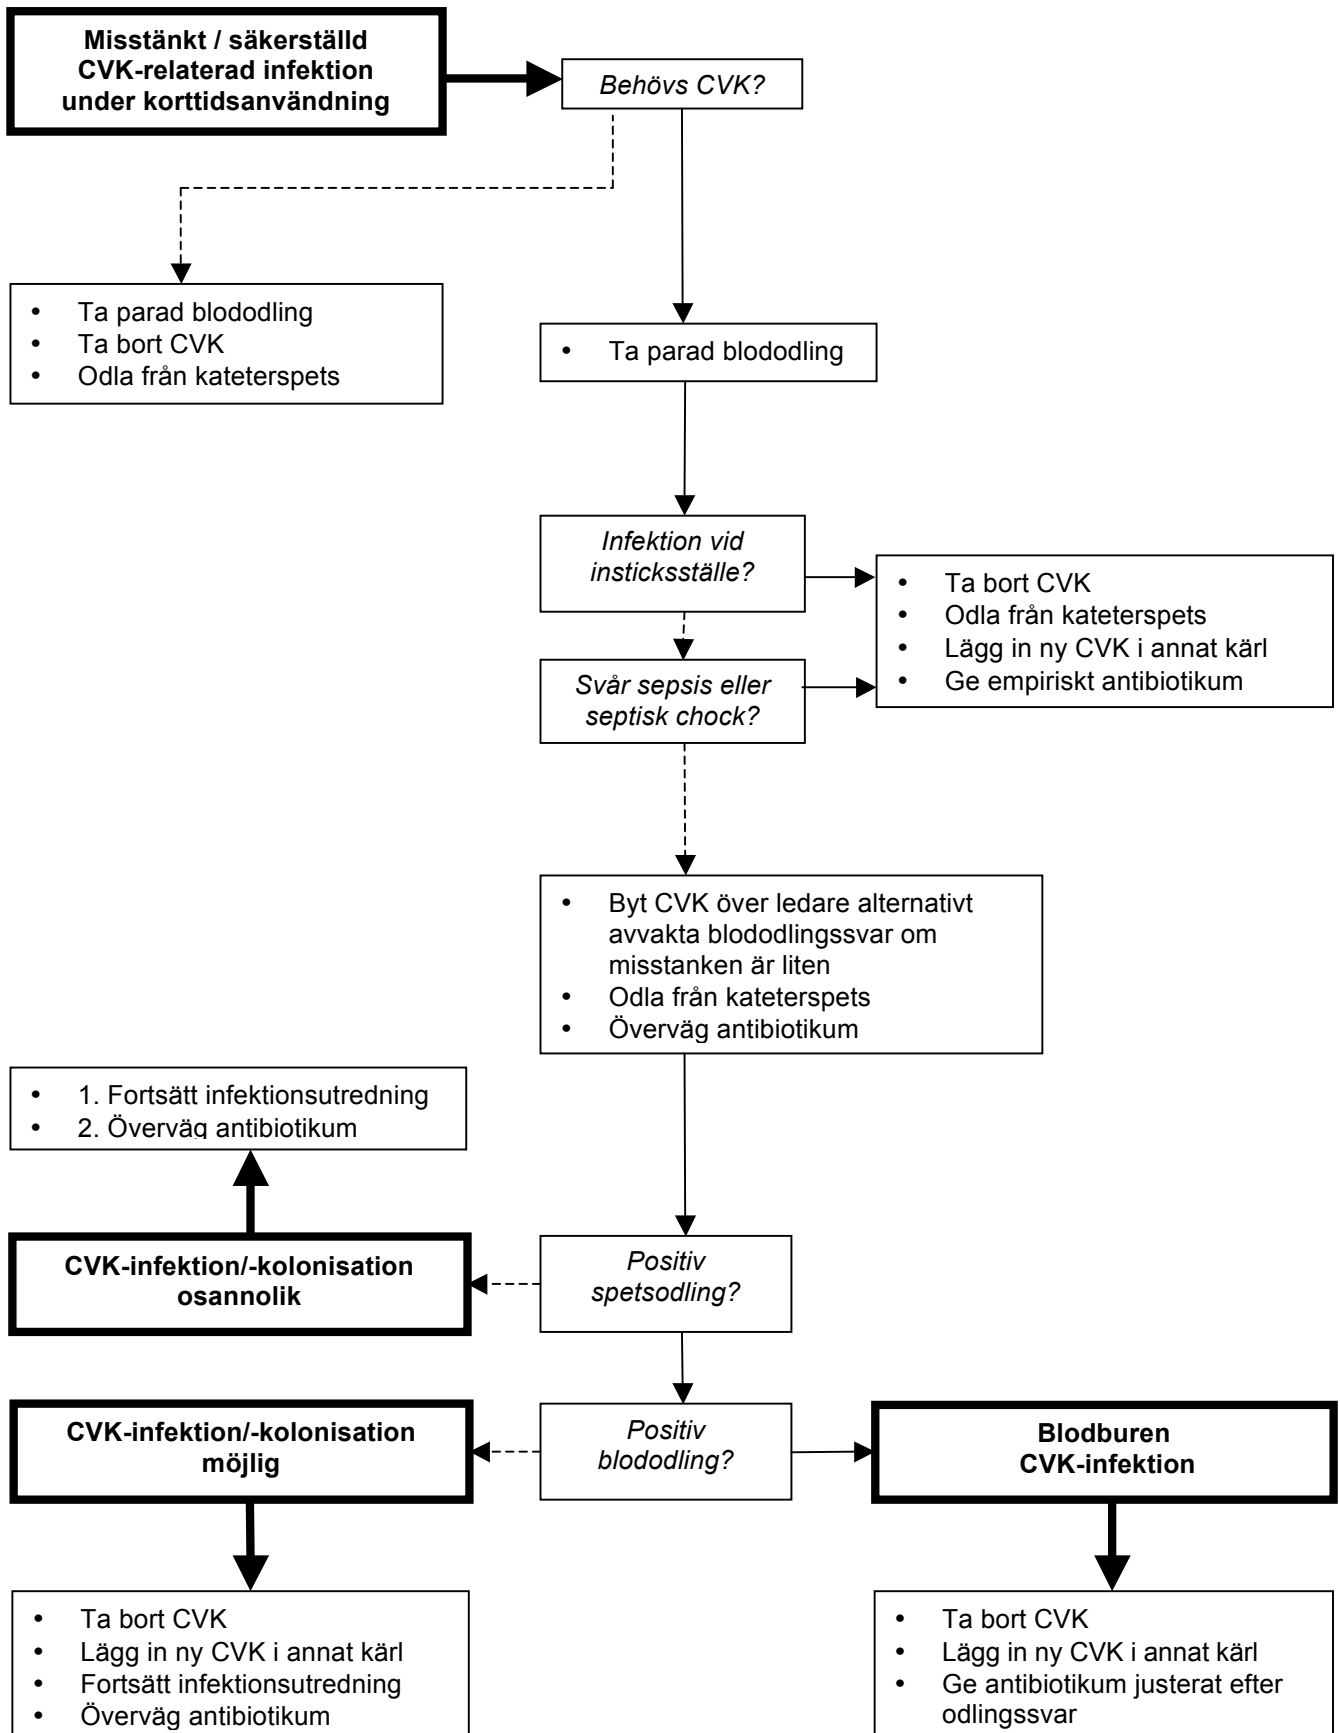 Misstänkt / säkerställd
CVK-relaterad infektion
under korttidsanvändning
Behövs CVK?
• Ta parad blododling
• Ta bort CVK
• Odla från kateterspets
• Ta parad blododling
Infektion vid
insticksställe?
• Ta bort CVK
• Odla från kateterspets
• Lägg in ny CVK i annat kärl
• Ge empiriskt antibiotikum
Svår sepsis eller
septisk chock?
• Byt CVK över ledare alternativt
avvakta blododlingssvar om
misstanken är liten
• Odla från kateterspets
• Överväg antibiotikum
• 1. Fortsätt infektionsutredning
• 2. Överväg antibiotikum
CVK-infektion/-kolonisation
osannolik
Positiv
spetsodling?
CVK-infektion/-kolonisation
möjlig
Positiv
blododling?
Blodburen
CVK-infektion
• Ta bort CVK
• Lägg in ny CVK i annat kärl
• Fortsätt infektionsutredning
• Överväg antibiotikum
• Ta bort CVK
• Lägg in ny CVK i annat kärl
• Ge antibiotikum justerat efter
odlingssvar